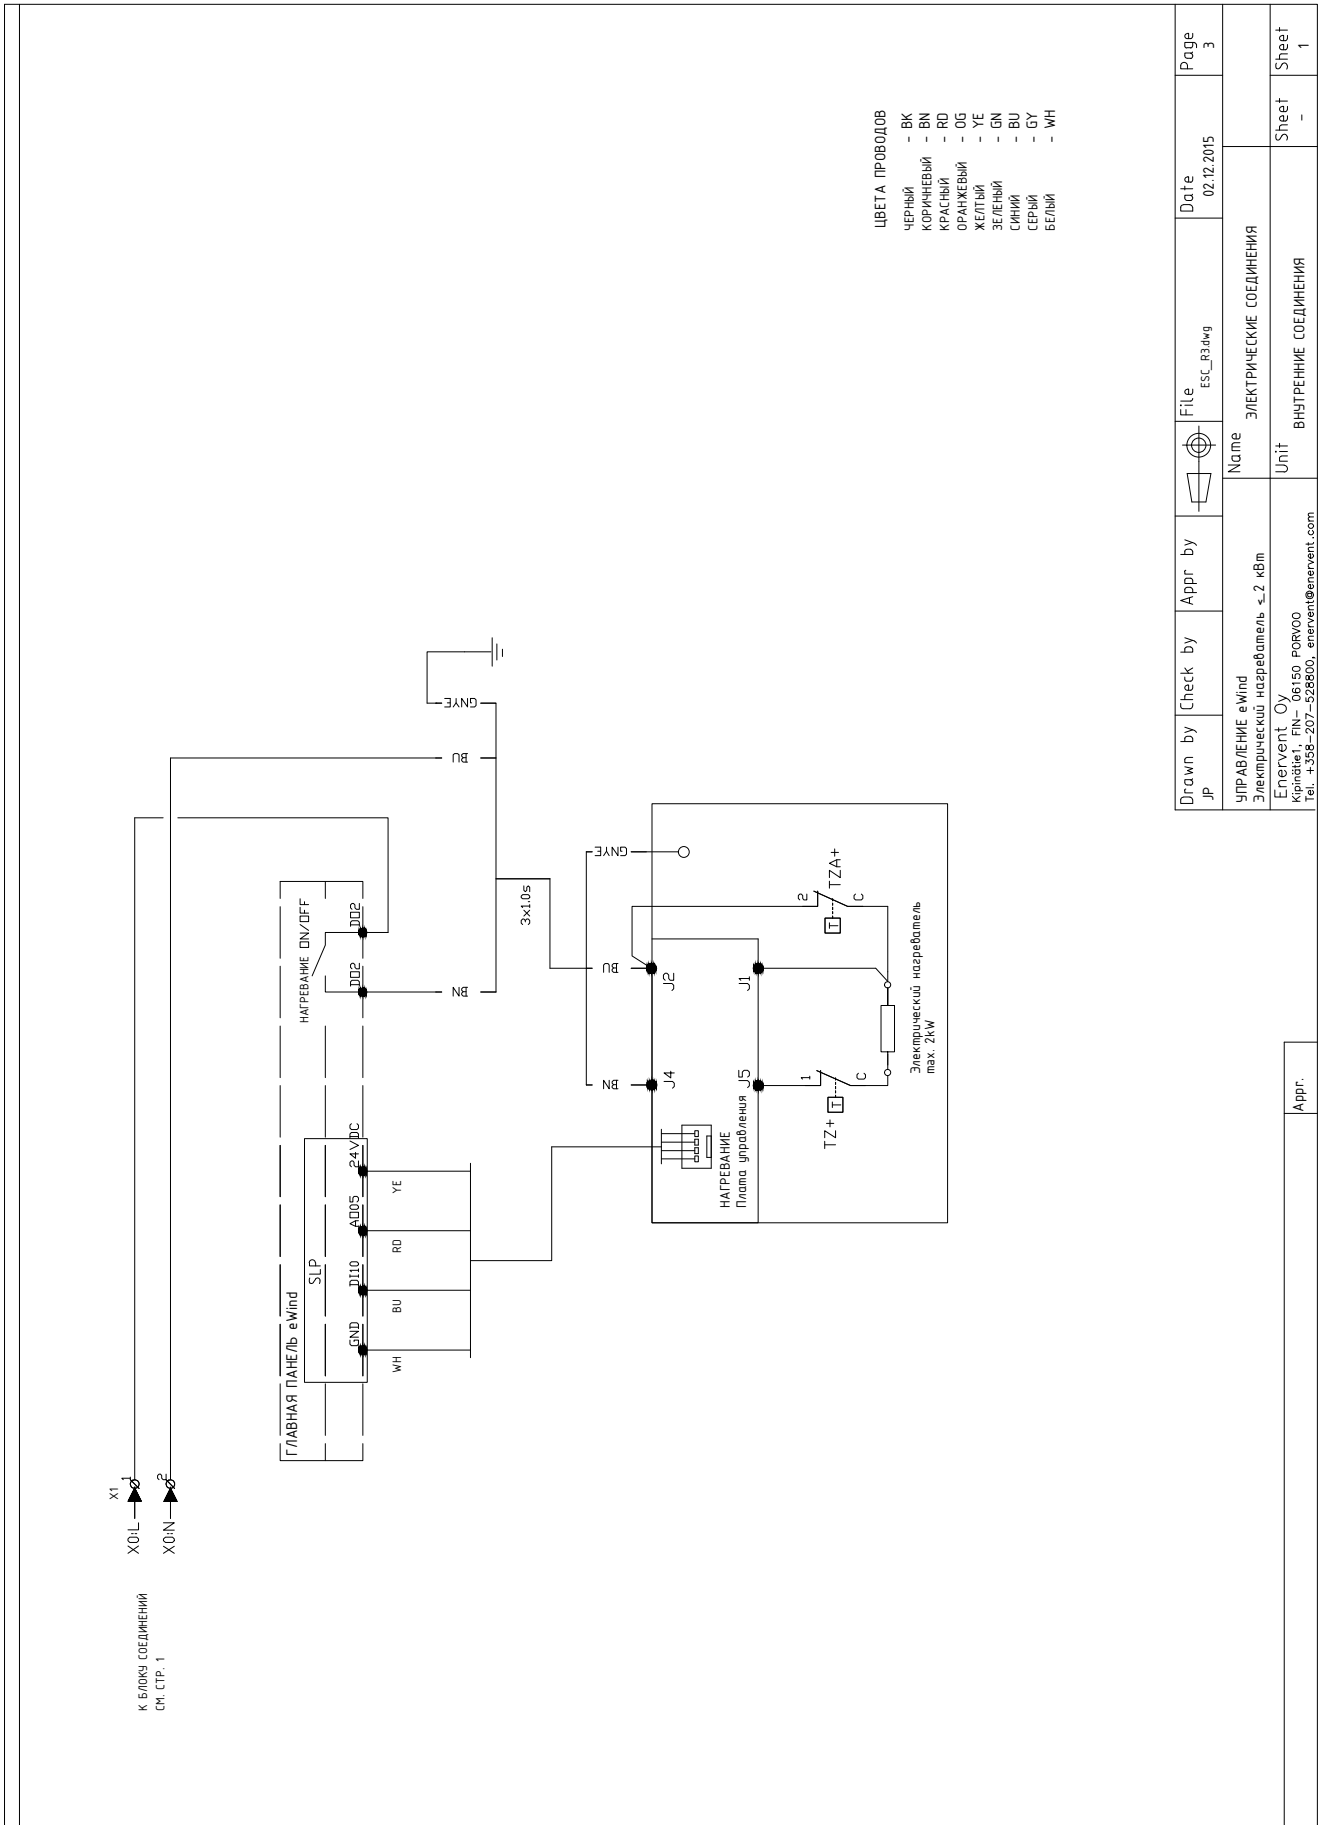 К БЛОКУ СОЕДИНЕНИЙ
СМ. СТР. 1
X1
X0:L
1
X0:N
2
ГЛАВНАЯ ПАНЕЛЬ eWind
SLP
GND
DI10
AO05
24VDC
НАГРЕВАНИЕ ON/OFF
DO2
DO2
WH
BU
RD
YE
BN
BU
GNYE
3x1.0s
BN
BU
GNYE
J4
J2
J5
J1
НАГРЕВАНИЕ
Плата управления
TZ+
T
1
C
T
TZA+
2
C
Электрический нагреватель
max. 2kW
ЦВЕТА ПРОВОДОВ
ЧЕРНЫЙ - BK
КОРИЧНЕВЫЙ - BN
КРАСНЫЙ - RD
ОРАНЖЕВЫЙ - OG
ЖЕЛТЫЙ - YE
ЗЕЛЕНЫЙ - GN
СИНИЙ - BU
СЕРЫЙ - GY
БЕЛЫЙ - WH
Appr.
Drawn by
JP
Check by
Appr by
File
ESC_R3.dwg
Date
02.12.2015
Page
3
УПРАВЛЕНИЕ eWind
Электрический нагреватель ≤2 кВт
Name
ЭЛЕКТРИЧЕСКИЕ СОЕДИНЕНИЯ
Enervent Oy
Kipinätie1, FIN- 06150 PORVOO
Tel. +358-207-528800, enervent@enervent.com
Unit
ВНУТРЕННИЕ СОЕДИНЕНИЯ
Sheet
-
Sheet
1